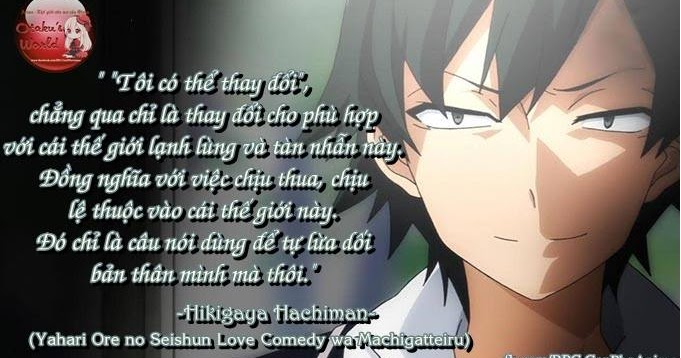 Otaku's
World
" "Tôi có thể thay đổi",
chẳng qua chỉ là thay đổi cho phù hợp
với cái thế giới lạnh lùng và tàn nhẫn này.
Đồng nghĩa với việc chịu thua, chịu
lệ thuộc vào cái thế giới này.
Đó chỉ là câu nói dùng để tự lừa dối
bản thân mình mà thôi."
-Hikigaya Hachiman-
(Yahari Ore no Seishun Love Comedy wa Machigatteiru)